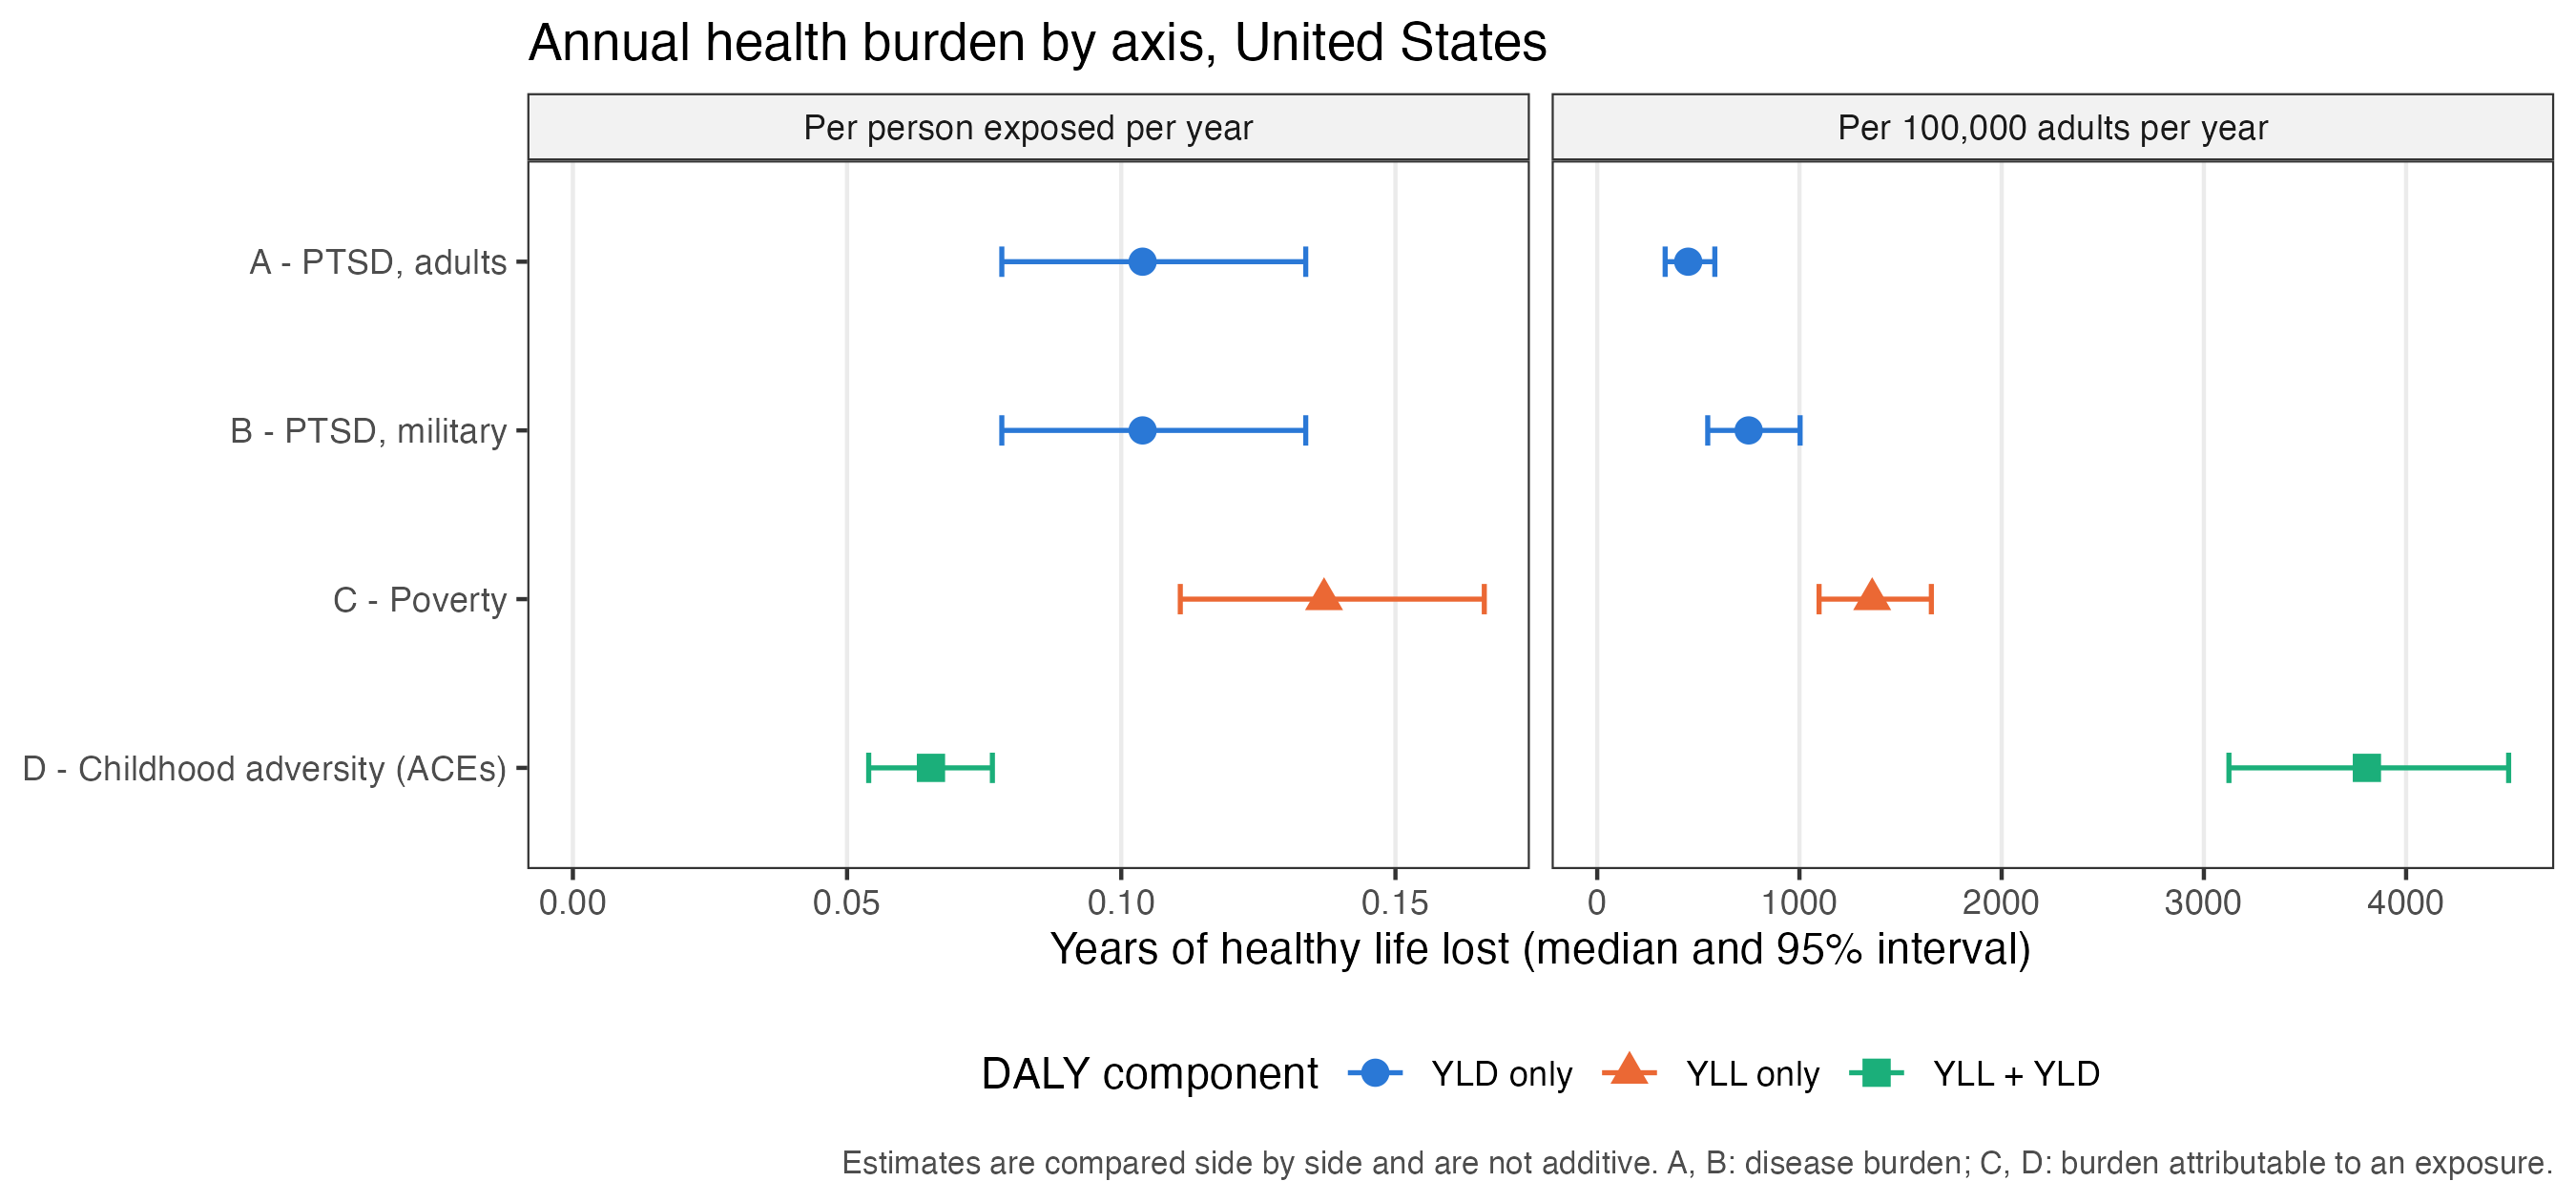 Annual health burden by axis, United States
Per person exposed per year
Per 100,000 adults per year
A - PTSD, adults
B - PTSD, military
C - Poverty
D - Childhood adversity (ACEs)
0.00 0.05 0.10 0.15
0 1000 2000 3000 4000
Years of healthy life lost (median and 95% interval)
DALY component YLD only YLL only YLL + YLD
Estimates are compared side by side and are not additive. A, B: disease burden; C, D: burden attributable to an exposure.